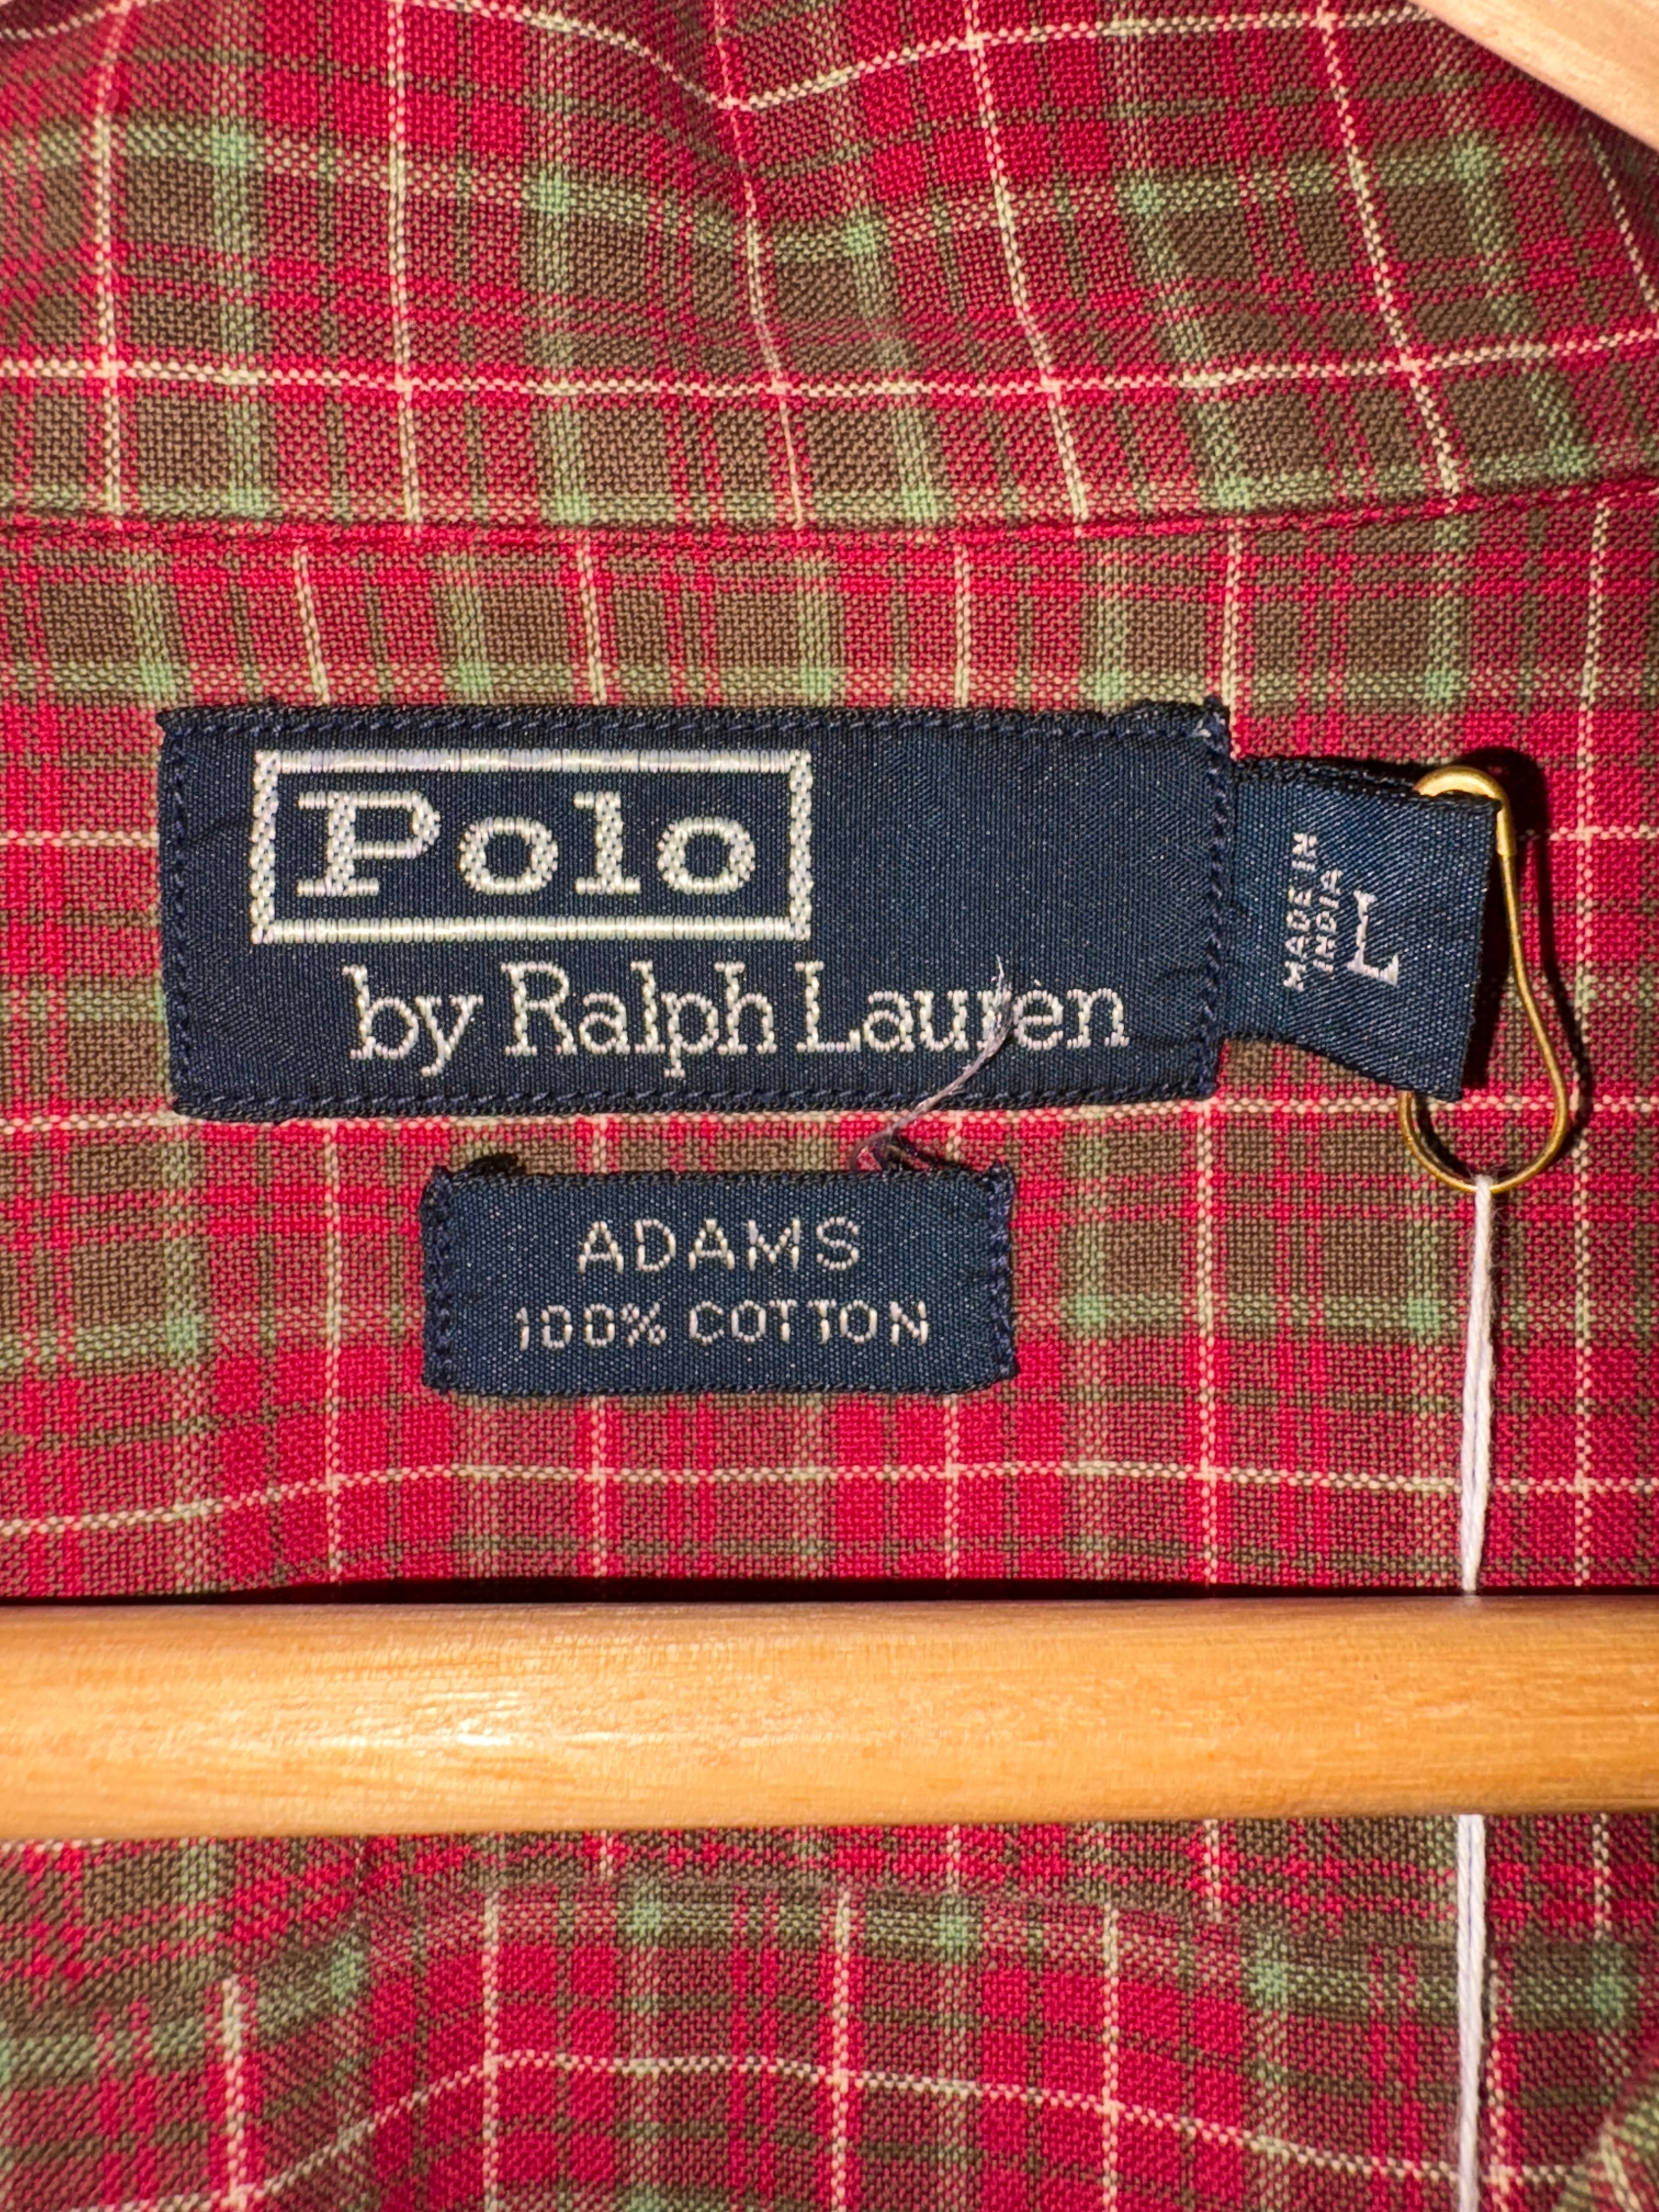 Polo
by Ralph Lauren
MADE IN
INDIA
L
ADAMS
100% COTTON